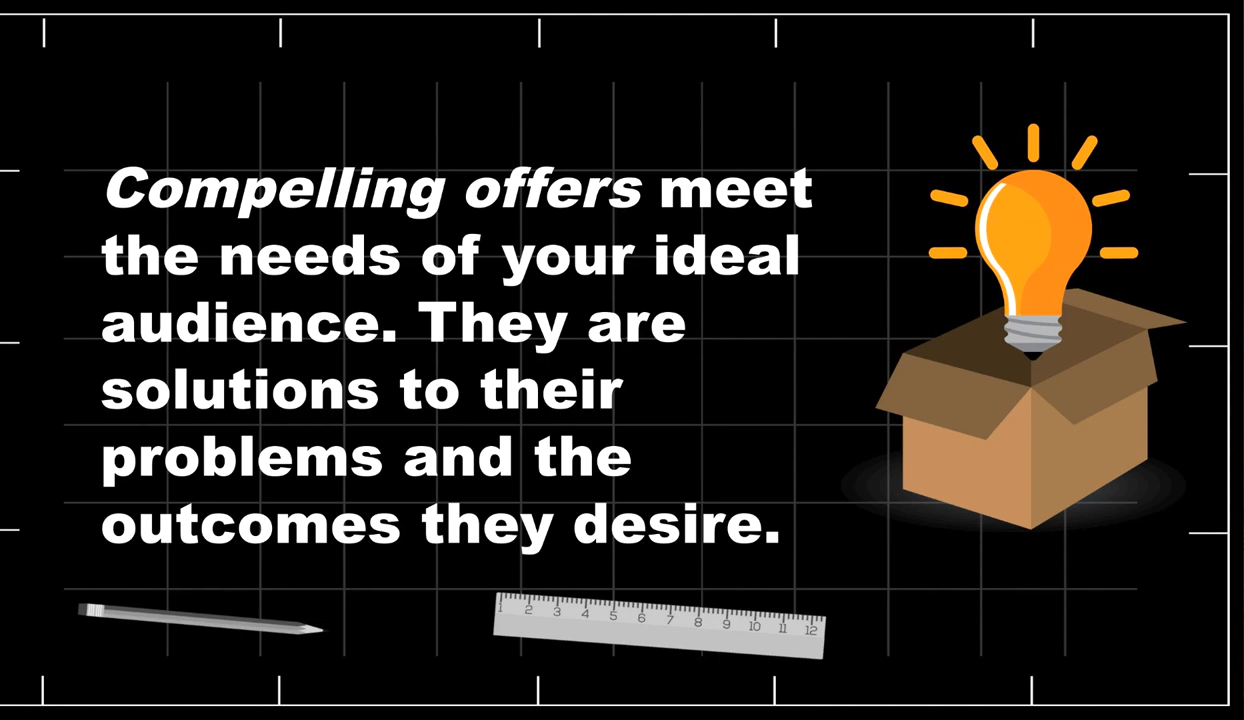 Compelling offers meet
the needs of your ideal
audience. They are
solutions to their
problems and the
outcomes they desire.
1 2 3 4 5 6 7 8 9 10 11 12